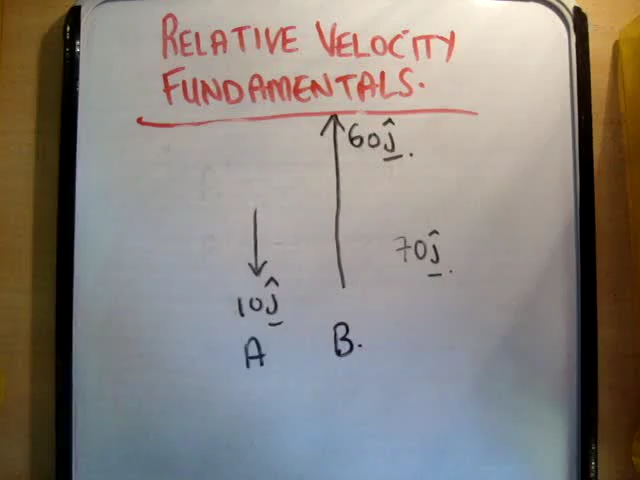 RELATIVE VELOCITY
FUNDAMENTALS.
60ĵ.
70ĵ.
10ĵ
A
B.